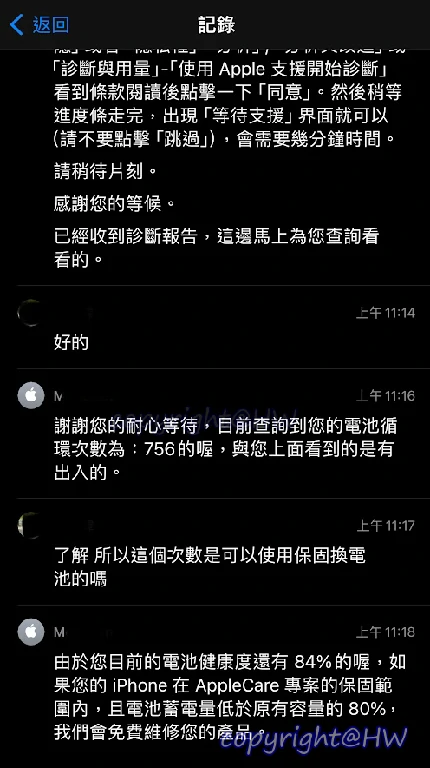 返回
記錄
「診斷與用量」-「使用 Apple 支援開始診斷」
看到條款閱讀後點擊一下「同意」。然後稍等
進度條走完，出現「等待支援」界面就可以
(請不要點擊「跳過」)，會需要幾分鐘時間。
請稍待片刻。
感謝您的等候。
已經收到診斷報告，這邊馬上為您查詢看
看的。
上午 11:14
好的
M
上午 11:16
謝謝您的耐心等待，目前查詢到您的電池循
環次數為：756的喔，與您上面看到的是有
出入的。
copyright@HW
上午 11:17
了解 所以這個次數是可以使用保固換電
池的嗎
M
上午 11:18
由於您目前的電池健康度還有 84%的喔，如
果您的 iPhone 在 AppleCare 專案的保固範
圍內，且電池蓄電量低於原有容量的 80%，
我們會免費維修您的產品。
copyright@HW